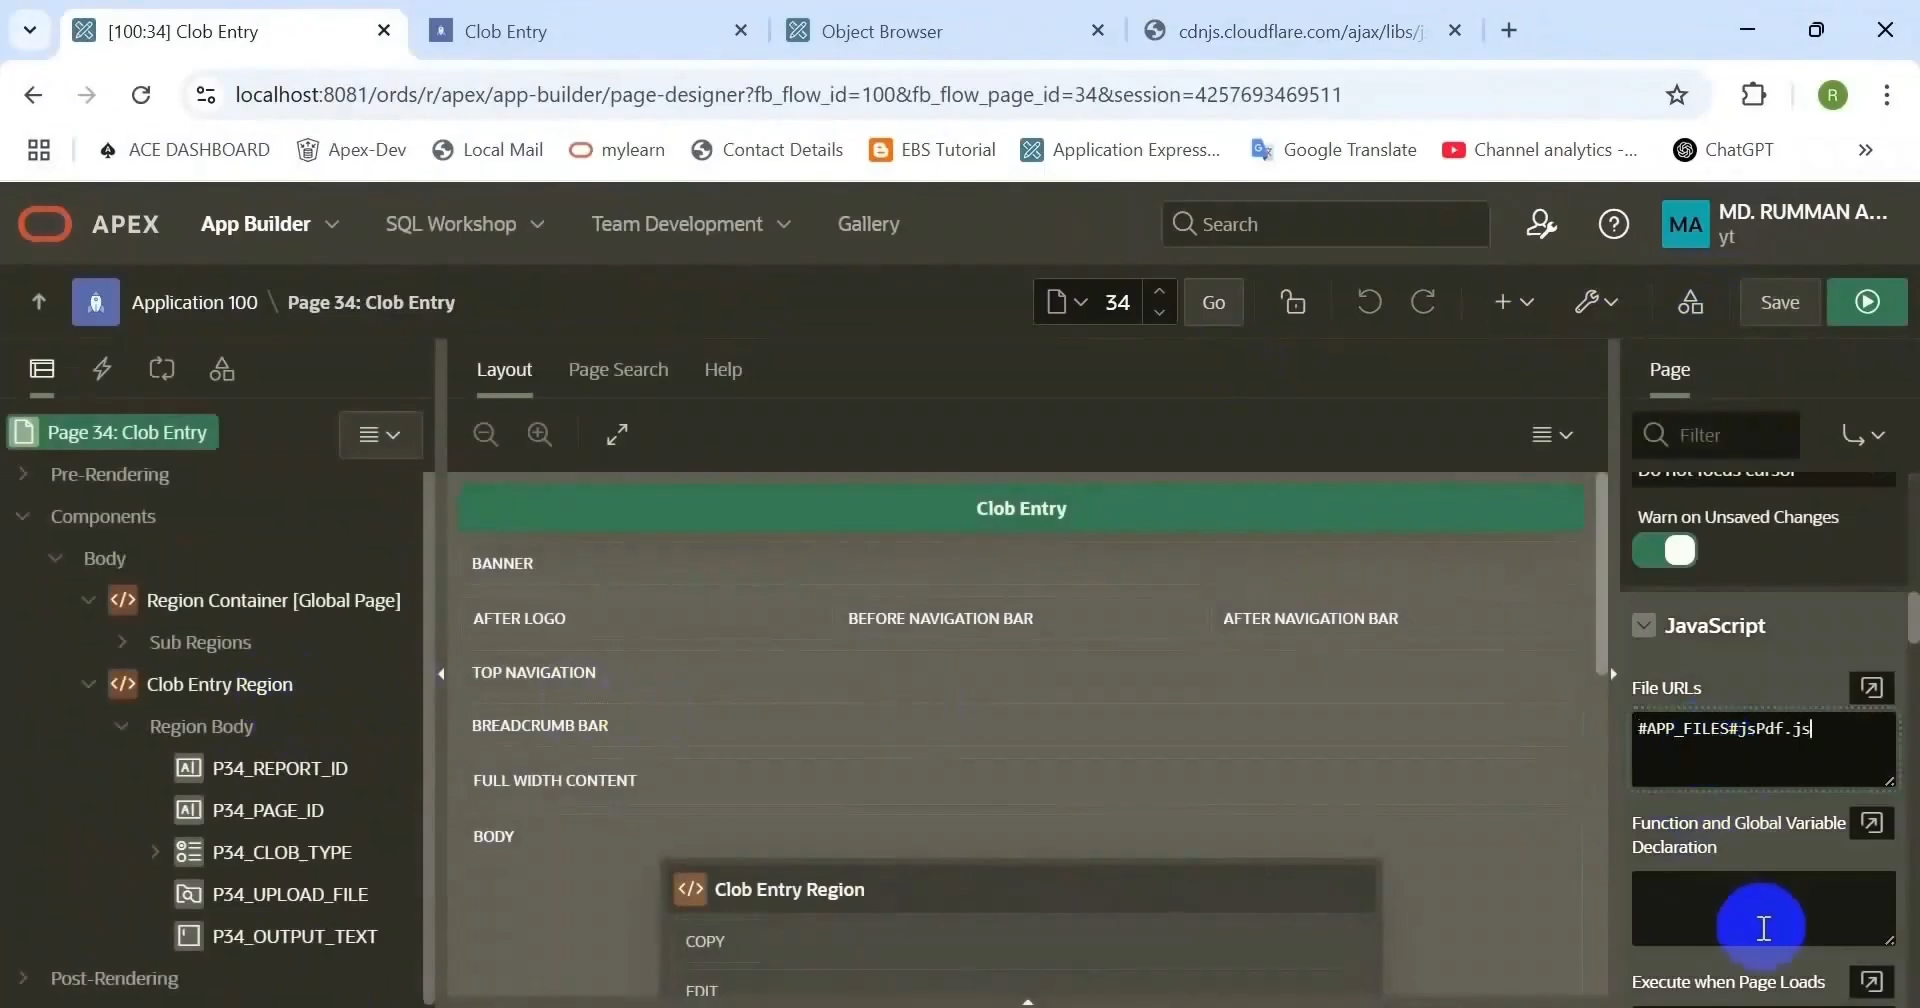 [100:34] Clob Entry
Clob Entry
Object Browser
cdnjs.cloudflare.com/ajax/libs/j
localhost:8081/ords/r/apex/app-builder/page-designer?fb_flow_id=100&fb_flow_page_id=34&session=4257693469511
R
ACE DASHBOARD
Apex-Dev
Local Mail
mylearn
Contact Details
EBS Tutorial
Application Express...
Google Translate
Channel analytics -...
ChatGPT
APEX
App Builder
SQL Workshop
Team Development
Gallery
Search
MA
MD. RUMMAN A...
yt
Application 100 \ Page 34: Clob Entry
34
Go
Save
Layout
Page Search
Help
Page
Page 34: Clob Entry
Filter
Pre-Rendering
Components
Body
Region Container [Global Page]
Sub Regions
Clob Entry Region
Region Body
P34_REPORT_ID
P34_PAGE_ID
P34_CLOB_TYPE
P34_UPLOAD_FILE
P34_OUTPUT_TEXT
Post-Rendering
Clob Entry
BANNER
AFTER LOGO
BEFORE NAVIGATION BAR
AFTER NAVIGATION BAR
TOP NAVIGATION
BREADCRUMB BAR
FULL WIDTH CONTENT
BODY
Clob Entry Region
COPY
EDIT
Do not focus cursor
Warn on Unsaved Changes
JavaScript
File URLs
#APP_FILES#jsPdf.js
Function and Global Variable
Declaration
Execute when Page Loads